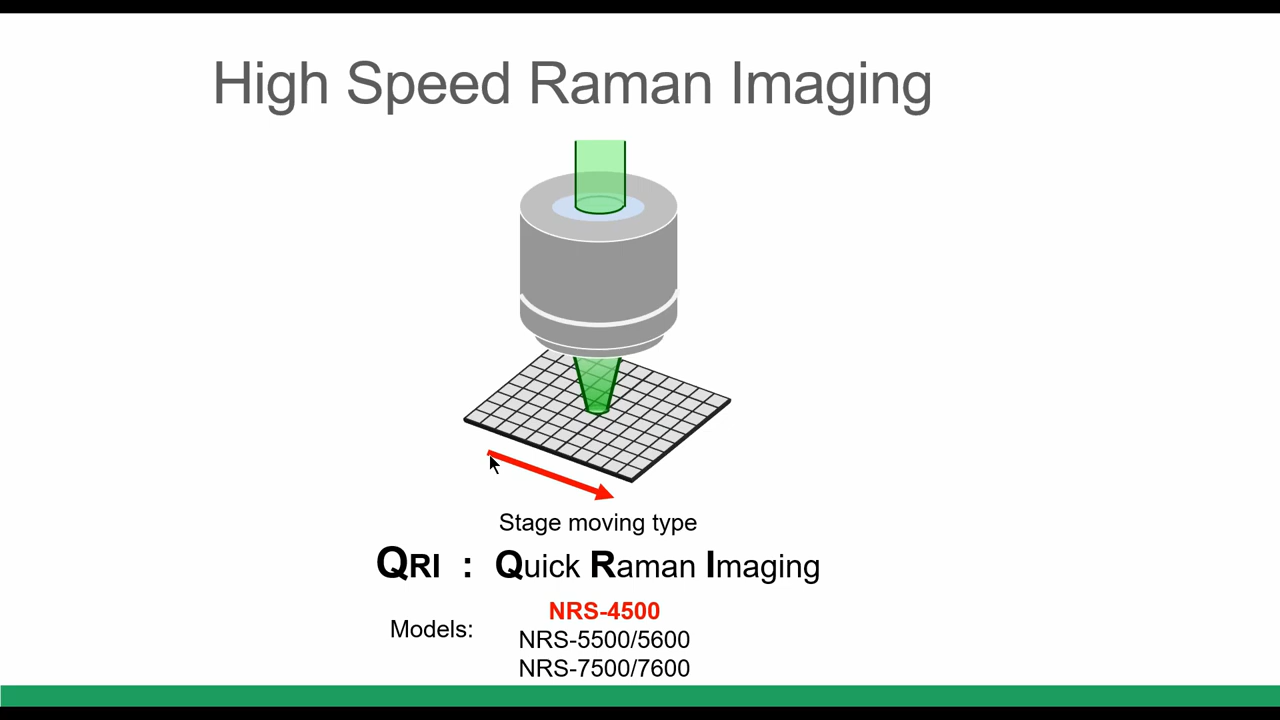 High Speed Raman Imaging
Stage moving type
QRI : Quick Raman Imaging
Models:
NRS-4500
NRS-5500/5600
NRS-7500/7600